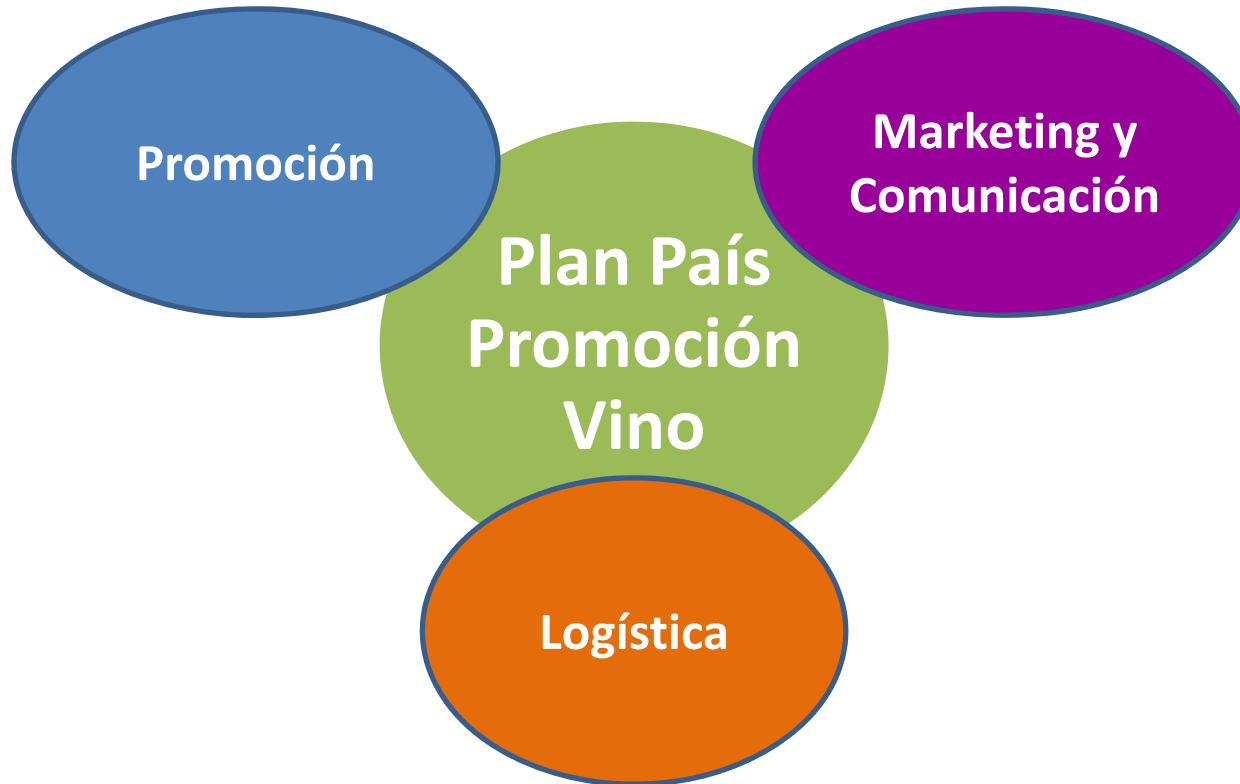 Promoción
Marketing y
Comunicación
Plan País
Promoción
Vino
Logística